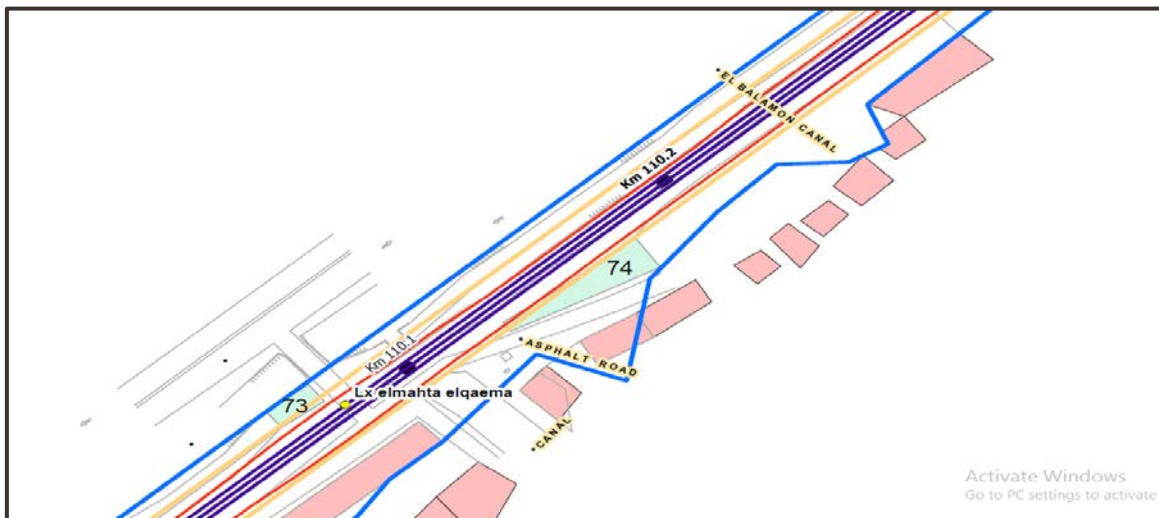 EL BALAMON CANAL
Km 110.2
74
Km 110.1
ASPHALT ROAD
Lx elmahta elqaema
73
CANAL
Activate Windows
Go to PC settings to activate